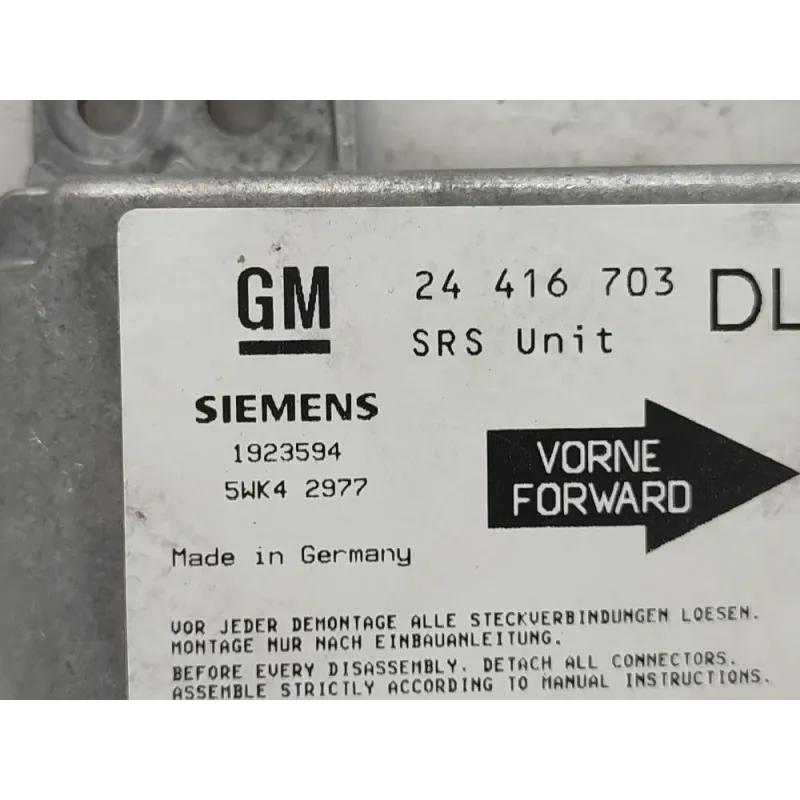 GM 24 416 703 DL
SRS Unit
SIEMENS
1923594
5WK4 2977
VORNE
FORWARD
Made in Germany
VOR JEDER DEMONTAGE ALLE STECKVERBINDUNGEN LOESEN.
MONTAGE NUR NACH EINBAUANLEITUNG.
BEFORE EVERY DISASSEMBLY. DETACH ALL CONNECTORS.
ASSEMBLE STRICTLY ACCORDING TO MANUAL INSTRUCTIONS.